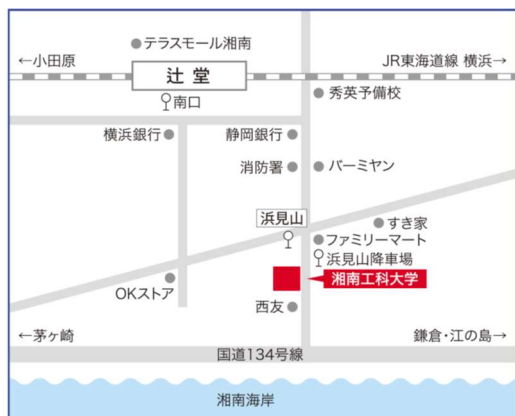 テラスモール湘南
←小田原
JR東海道線 横浜→
辻堂
南口
秀英予備校
横浜銀行
静岡銀行
消防署
バーミヤン
浜見山
すき家
ファミリーマート
浜見山降車場
湘南工科大学
OKストア
西友
←茅ヶ崎
鎌倉・江の島→
国道134号線
湘南海岸